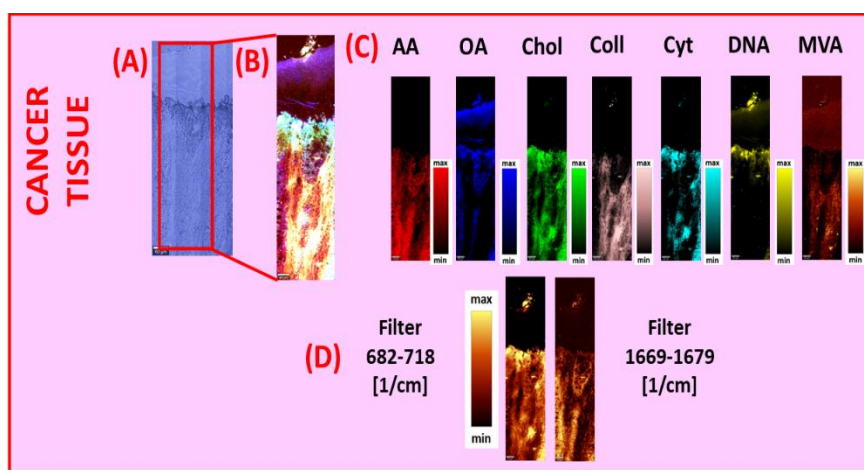 CANCER
TISSUE
(A)
(B)
(C)
AA
OA
Chol
Coll
Cyt
DNA
MVA
max
min
max
min
max
min
max
min
max
min
max
min
max
min
(D)
Filter
682-718
[1/cm]
max
min
Filter
1669-1679
[1/cm]